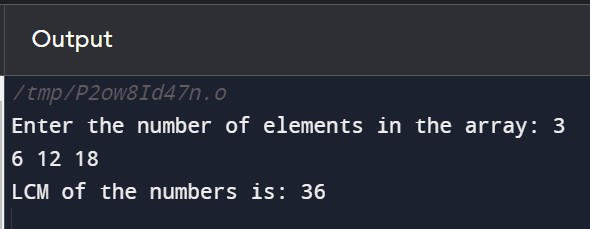 Output
/tmp/P2ow8Id47n.o
Enter the number of elements in the array: 3
6 12 18
LCM of the numbers is: 36